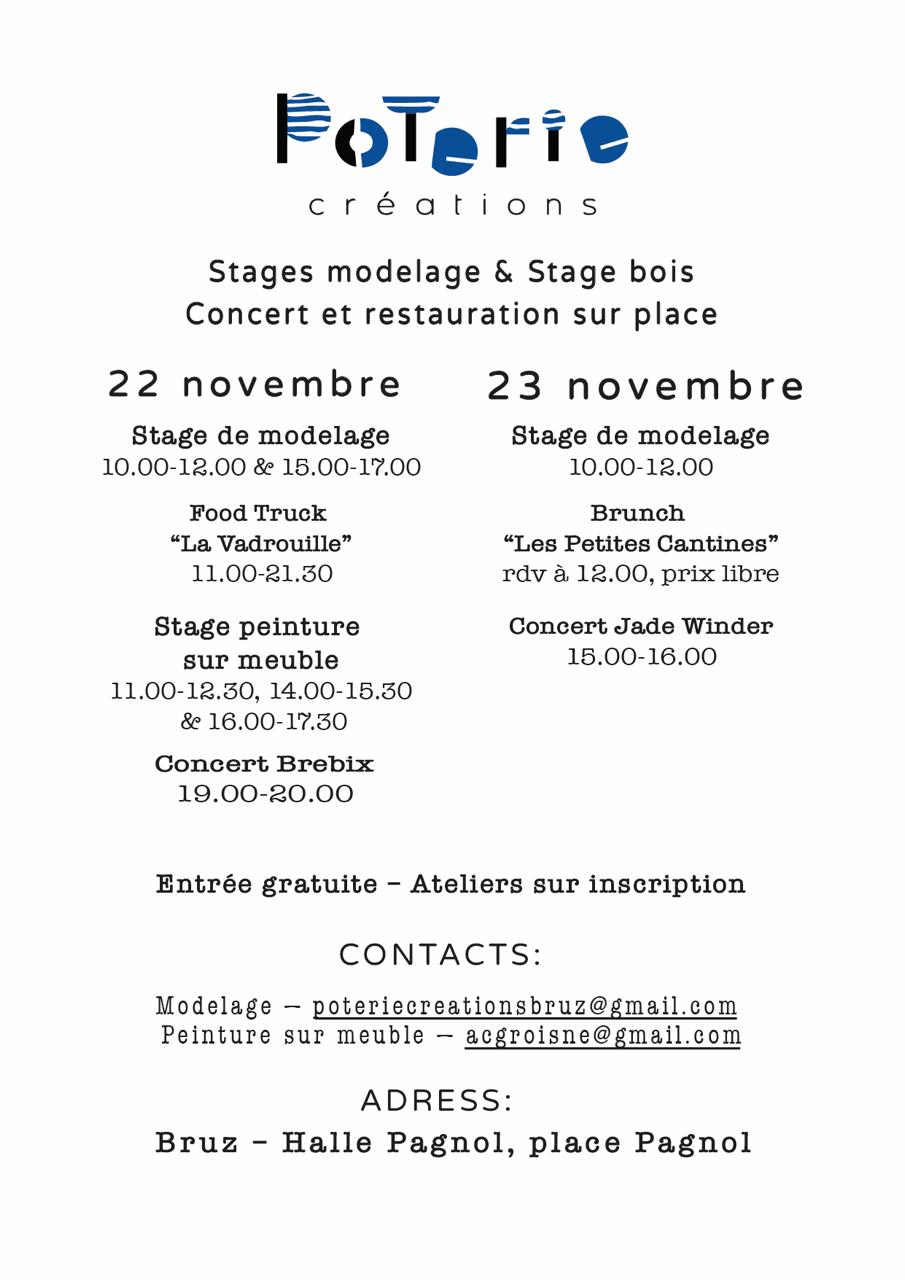 Poterie
créations
Stages modelage & Stage bois
Concert et restauration sur place
22 novembre
Stage de modelage
10.00-12.00 & 15.00-17.00
Food Truck
“La Vadrouille”
11.00-21.30
Stage peinture
sur meuble
11.00-12.30, 14.00-15.30
& 16.00-17.30
Concert Brebix
19.00-20.00
23 novembre
Stage de modelage
10.00-12.00
Brunch
“Les Petites Cantines”
rdv à 12.00, prix libre
Concert Jade Winder
15.00-16.00
Entrée gratuite – Ateliers sur inscription
CONTACTS:
Modelage – poteriecreationsbruz@gmail.com
Peinture sur meuble – acgroisne@gmail.com
ADRESS:
Bruz – Halle Pagnol, place Pagnol